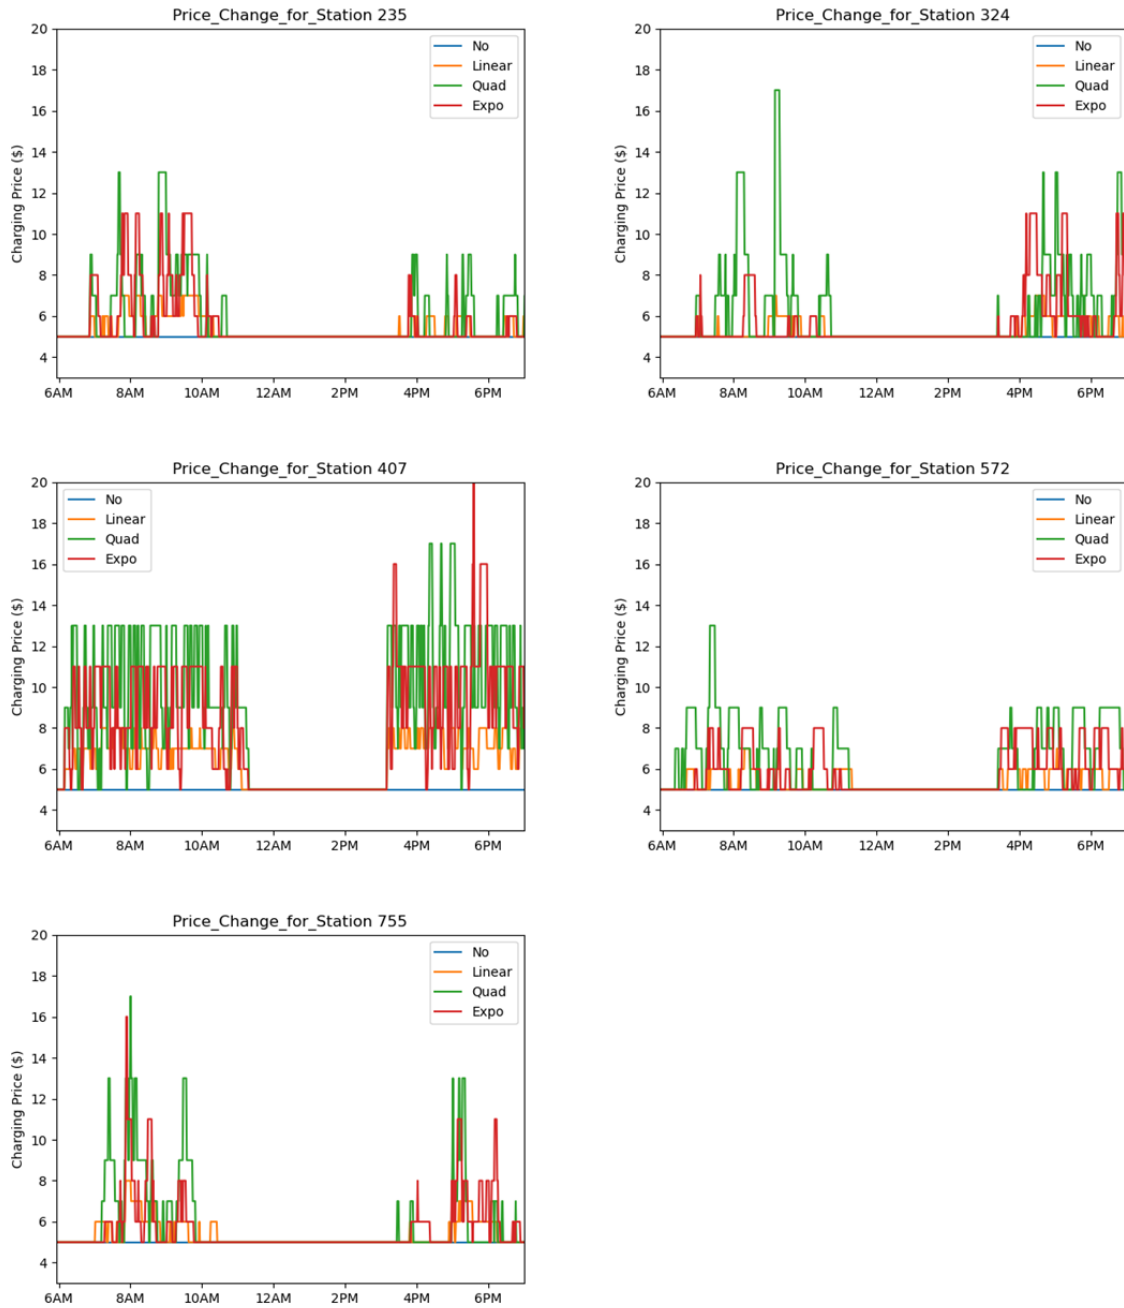 Price_Change_for_Station 235
20
18
16
14
12
10
8
6
4
Charging Price ($)
No
Linear
Quad
Expo
6AM 8AM 10AM 12AM 2PM 4PM 6PM
Price_Change_for_Station 324
20
18
16
14
12
10
8
6
4
Charging Price ($)
No
Linear
Quad
Expo
6AM 8AM 10AM 12AM 2PM 4PM 6PM
Price_Change_for_Station 407
20
18
16
14
12
10
8
6
4
Charging Price ($)
No
Linear
Quad
Expo
6AM 8AM 10AM 12AM 2PM 4PM 6PM
Price_Change_for_Station 572
20
18
16
14
12
10
8
6
4
Charging Price ($)
No
Linear
Quad
Expo
6AM 8AM 10AM 12AM 2PM 4PM 6PM
Price_Change_for_Station 755
20
18
16
14
12
10
8
6
4
Charging Price ($)
No
Linear
Quad
Expo
6AM 8AM 10AM 12AM 2PM 4PM 6PM